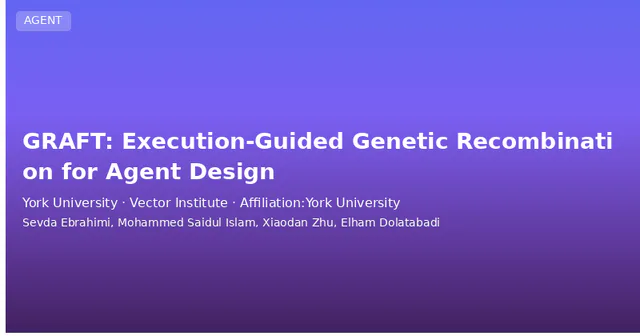 AGENT
GRAFT: Execution-Guided Genetic Recombinati
on for Agent Design
York University · Vector Institute · Affiliation:York University
Sevda Ebrahimi, Mohammed Saidul Islam, Xiaodan Zhu, Elham Dolatabadi